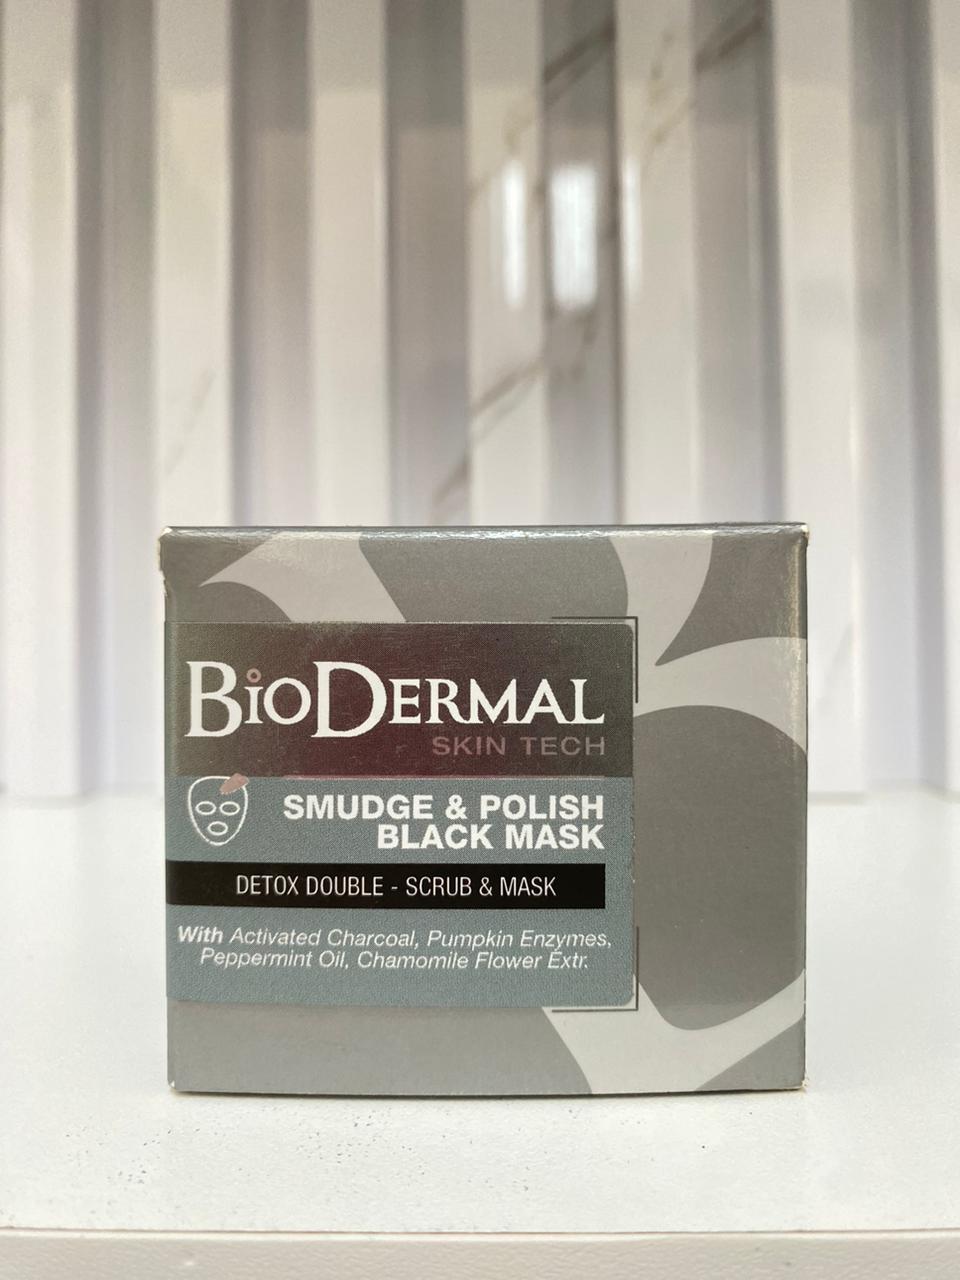 BIODERMAL
SKIN TECH
SMUDGE & POLISH
BLACK MASK
DETOX DOUBLE - SCRUB & MASK
With Activated Charcoal, Pumpkin Enzymes,
Peppermint Oil, Chamomile Flower Extr.